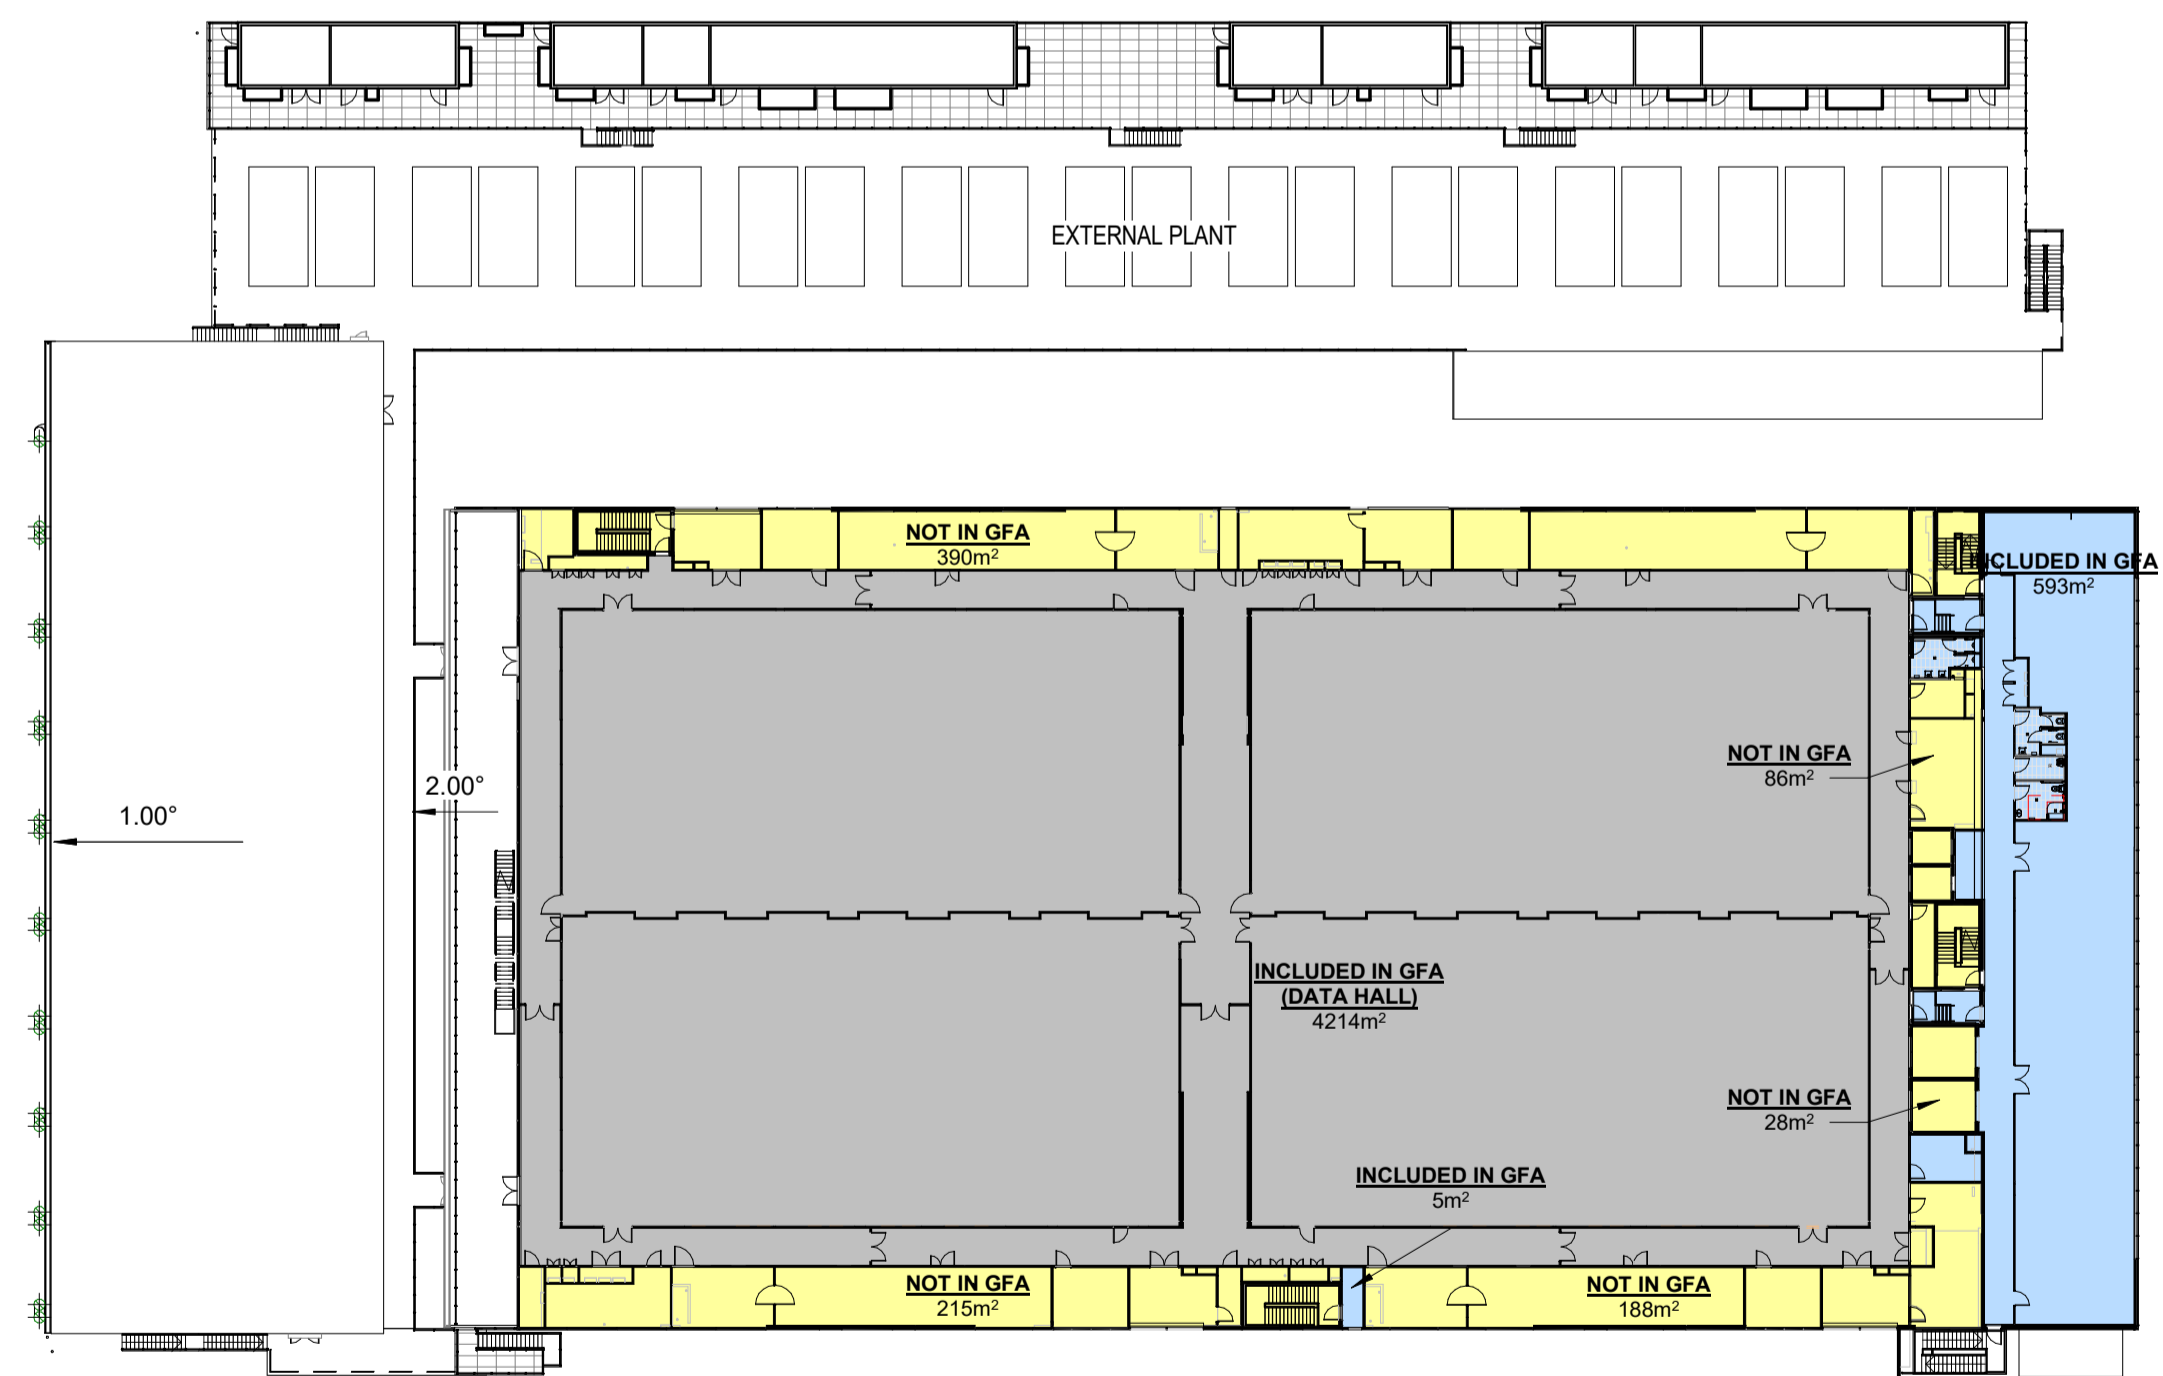 EXTERNAL PLANT
NOT IN GFA
390m²
INCLUDED IN GFA
593m²
NOT IN GFA
86m²
2.00°
1.00°
INCLUDED IN GFA
(DATA HALL)
4214m²
NOT IN GFA
28m²
INCLUDED IN GFA
5m²
NOT IN GFA
215m²
NOT IN GFA
188m²